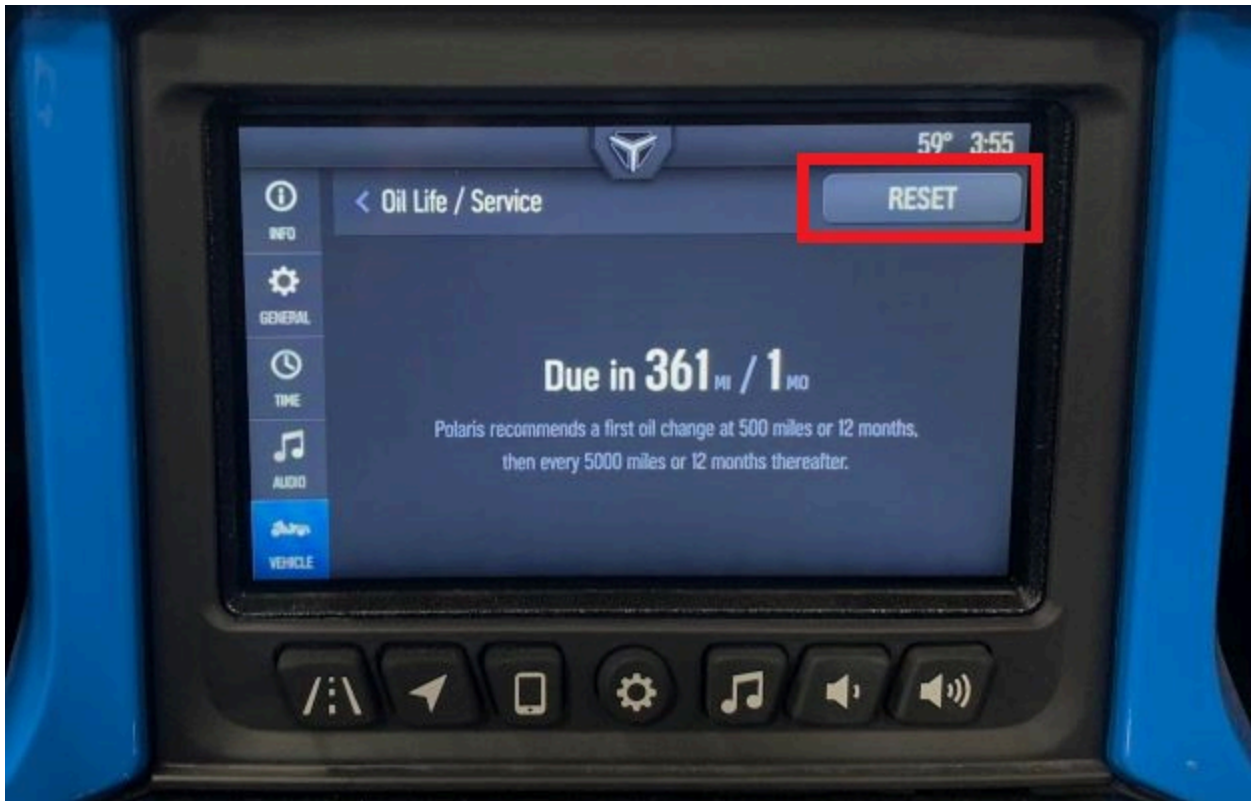 59° 3:55
< Oil Life / Service
RESET
INFO
GENERAL
TIME
AUDIO
VEHICLE
Due in 361 MI / 1 MO
Polaris recommends a first oil change at 500 miles or 12 months,
then every 5000 miles or 12 months thereafter.